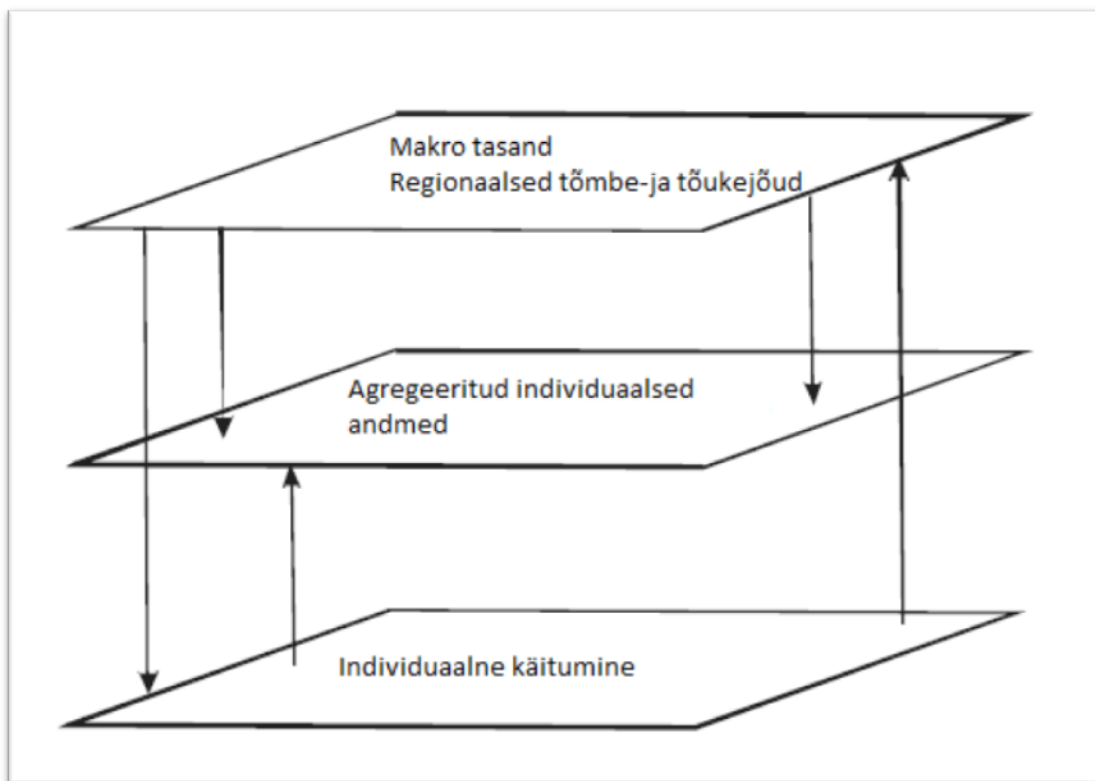 Makro tasand
Regionaalsed tõmbe-ja tõukejõud
Agregeeritud individuaalsed
andmed
Individuaalne käitumine